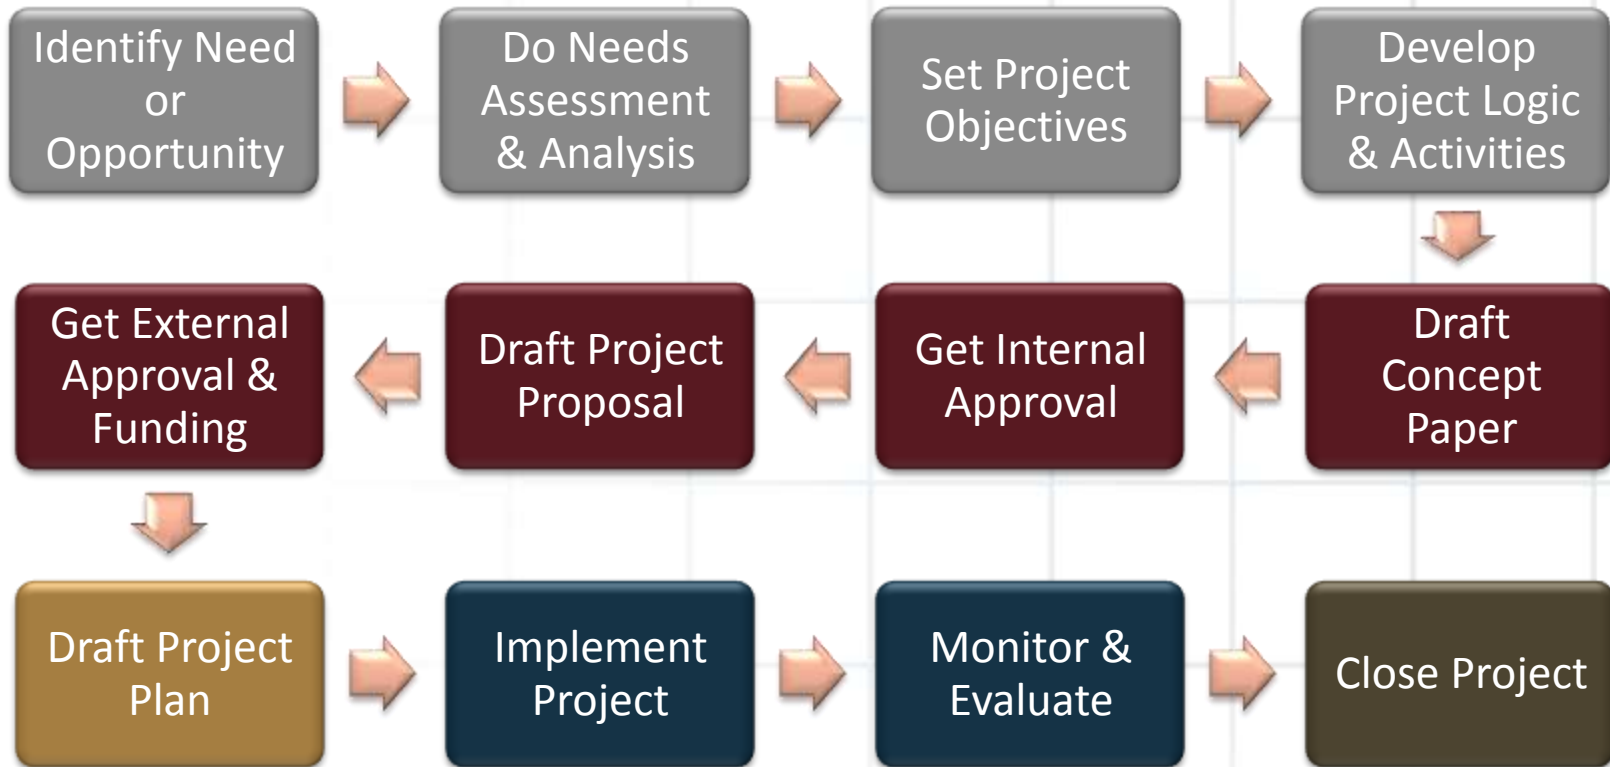 Identify Need
or
Opportunity
Do Needs
Assessment
& Analysis
Set Project
Objectives
Develop
Project Logic
& Activities
Draft
Concept
Paper
Get Internal
Approval
Draft Project
Proposal
Get External
Approval &
Funding
Draft Project
Plan
Implement
Project
Monitor &
Evaluate
Close Project